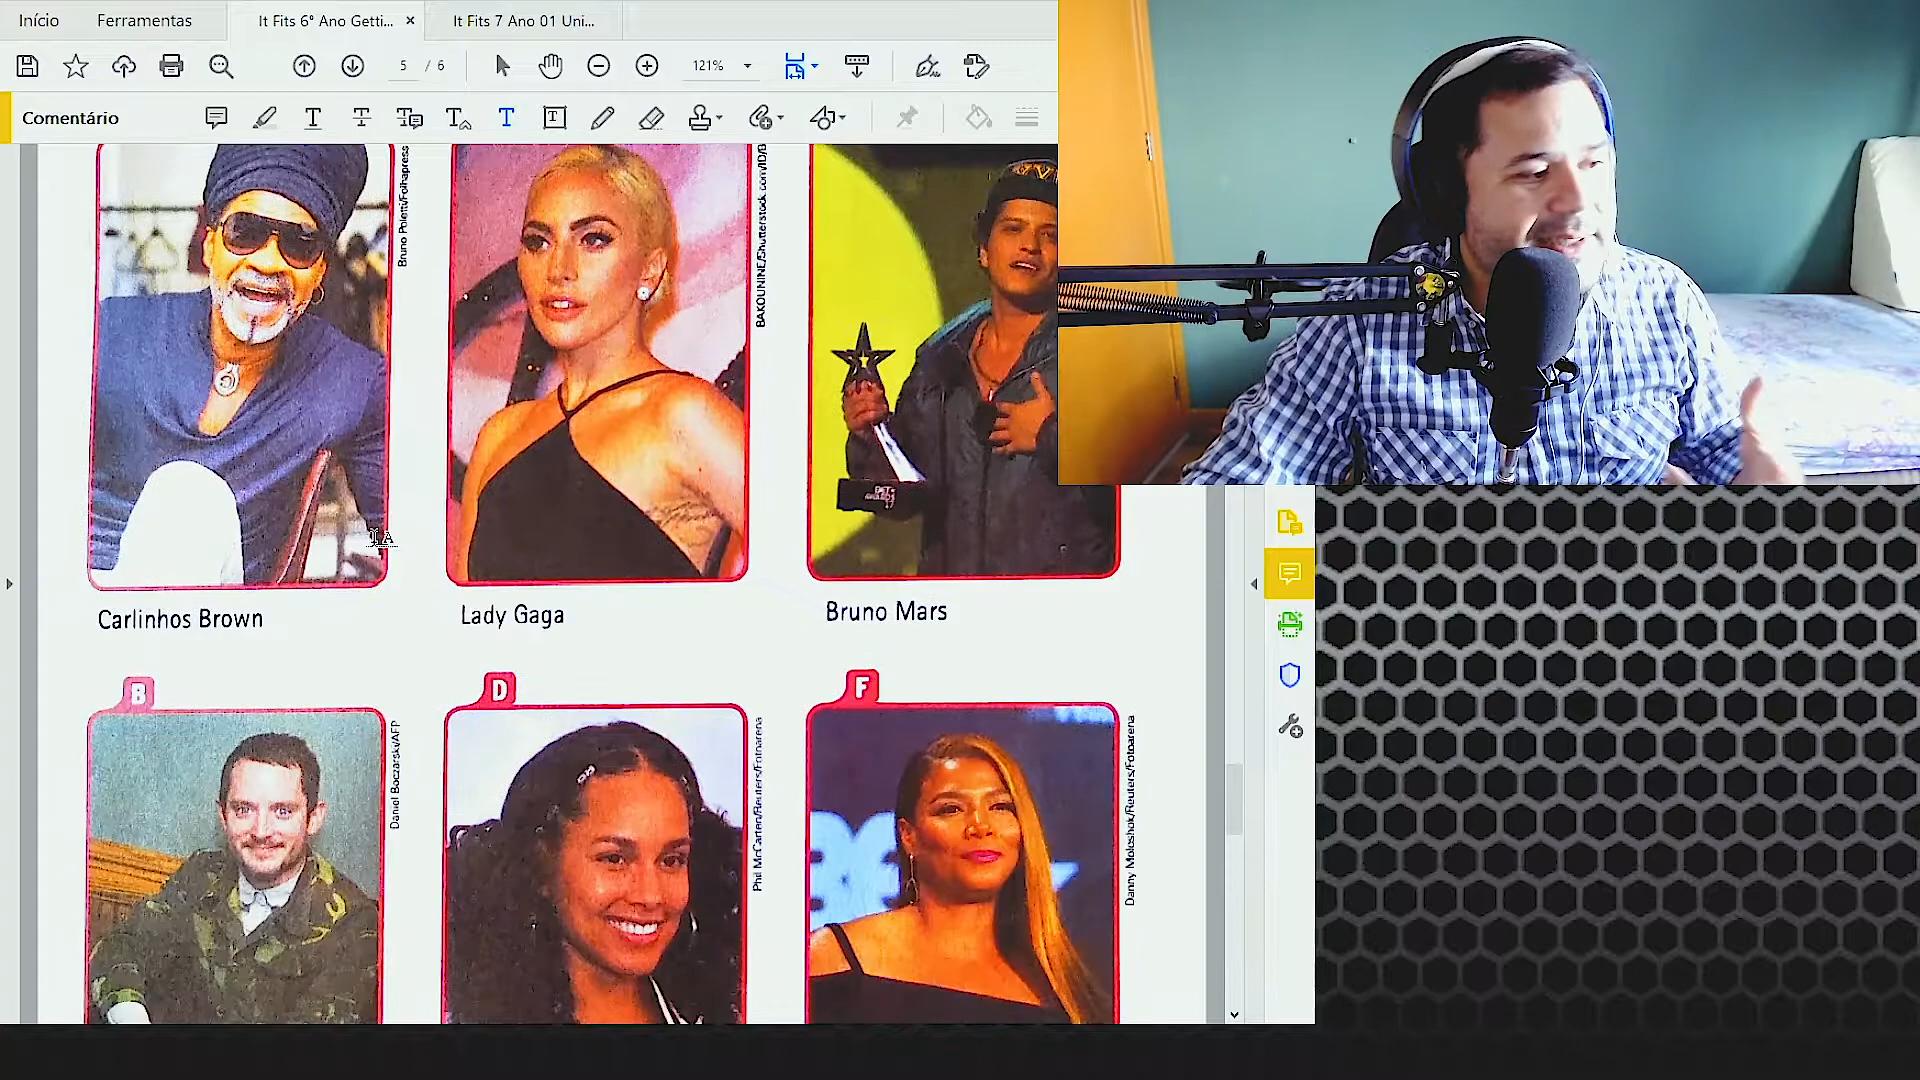 Início
Ferramentas
It Fits 6º Ano Getti...
It Fits 7 Ano 01 Uni...
5 / 6
121%
Comentário
Bruno Poletti/Folhapress
BAKOUNINE/Shutterstock.com/ID/B
BET
AWARDS
Carlinhos Brown
Lady Gaga
Bruno Mars
B
D
F
Daniel Boczarski/AFP
Phil McCarten/Reuters/Fotoarena
Danny Moloshok/Reuters/Fotoarena